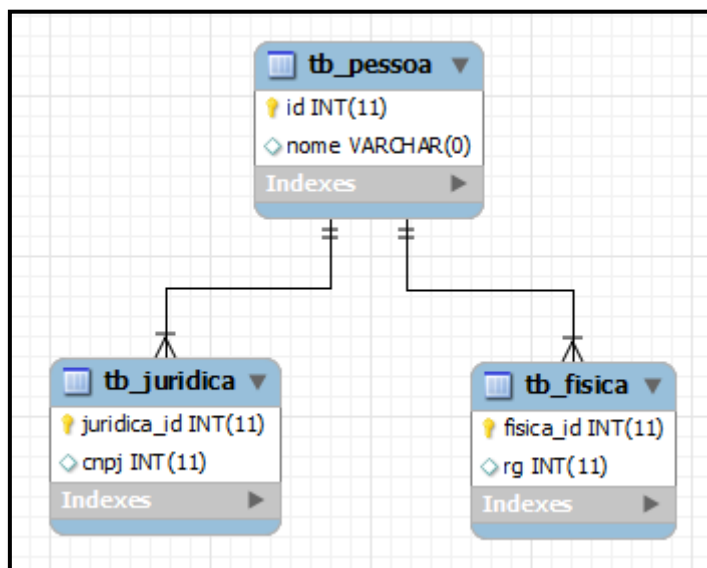 tb_pessoa
id INT(11)
nome VARCHAR(0)
Indexes
tb_juridica
juridica_id INT(11)
cnpj INT(11)
Indexes
tb_fisica
fisica_id INT(11)
rg INT(11)
Indexes